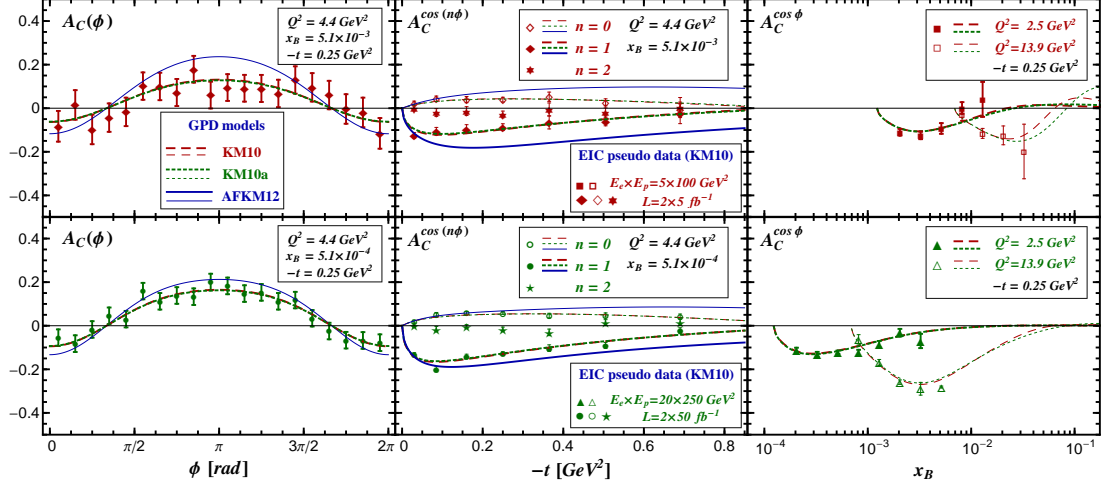 A_C(ϕ)
Q² = 4.4 GeV²
x_B = 5.1×10⁻³
−t = 0.25 GeV²
0.4
0.2
0
−0.2
−0.4
GPD models
KM10
KM10a
AFKM12
A_C^cos (nϕ)
n = 0
n = 1
n = 2
Q² = 4.4 GeV²
x_B = 5.1×10⁻³
EIC pseudo data (KM10)
E_e×E_p=5×100 GeV²
L=2×5 fb⁻¹
A_C^cos ϕ
Q²= 2.5 GeV²
Q²=13.9 GeV²
−t = 0.25 GeV²
A_C(ϕ)
Q² = 4.4 GeV²
x_B = 5.1×10⁻⁴
−t = 0.25 GeV²
0.4
0.2
0
−0.2
−0.4
0 π/2 π 3π/2 2π
ϕ [rad]
A_C^cos (nϕ)
n = 0
n = 1
n = 2
Q² = 4.4 GeV²
x_B = 5.1×10⁻⁴
EIC pseudo data (KM10)
E_e×E_p=20×250 GeV²
L=2×50 fb⁻¹
0 0.2 0.4 0.6 0.8
−t [GeV²]
A_C^cos ϕ
Q²= 2.5 GeV²
Q²=13.9 GeV²
−t = 0.25 GeV²
10⁻⁴ 10⁻³ 10⁻² 10⁻¹
x_B